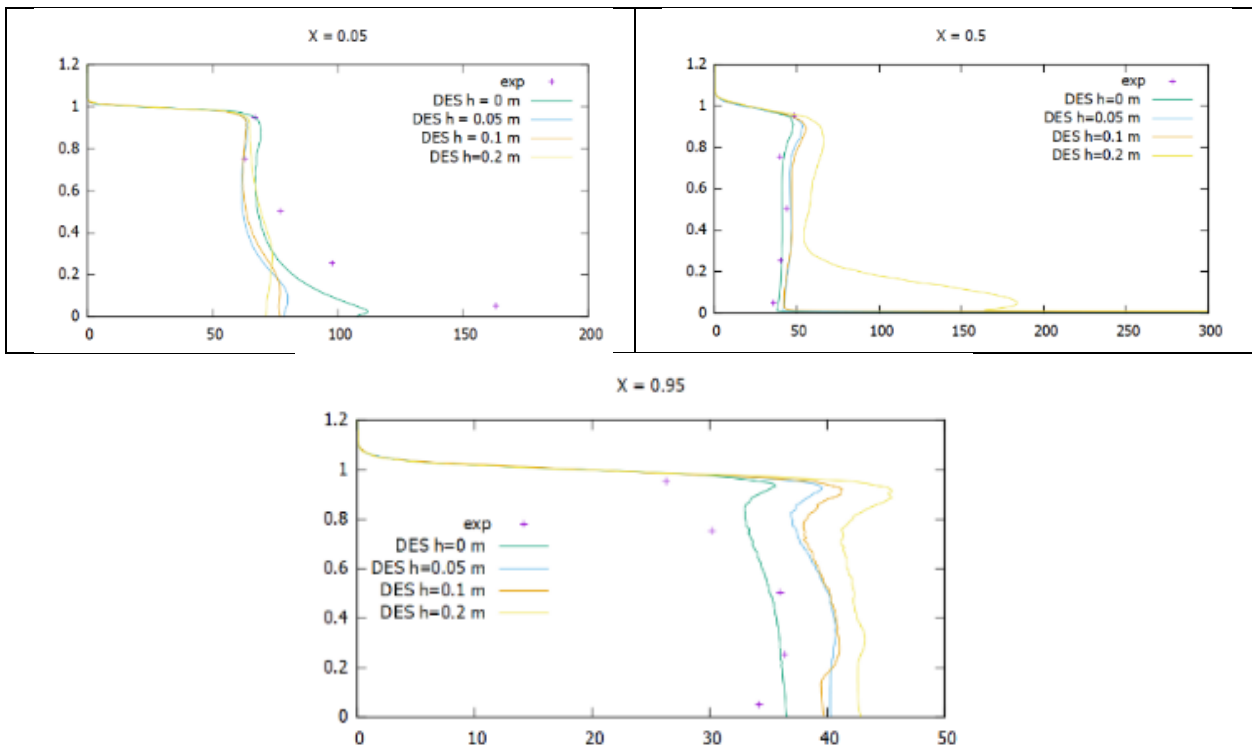 X = 0.05
1.2
1
0.8
0.6
0.4
0.2
0
0
50
100
150
200
exp
DES h = 0 m
DES h = 0.05 m
DES h = 0.1 m
DES h=0.2 m
X = 0.5
1.2
1
0.8
0.6
0.4
0.2
0
0
50
100
150
200
250
300
exp
DES h=0 m
DES h=0.05 m
DES h=0.1 m
DES h=0.2 m
X = 0.95
1.2
1
0.8
0.6
0.4
0.2
0
0
10
20
30
40
50
exp
DES h=0 m
DES h=0.05 m
DES h=0.1 m
DES h=0.2 m